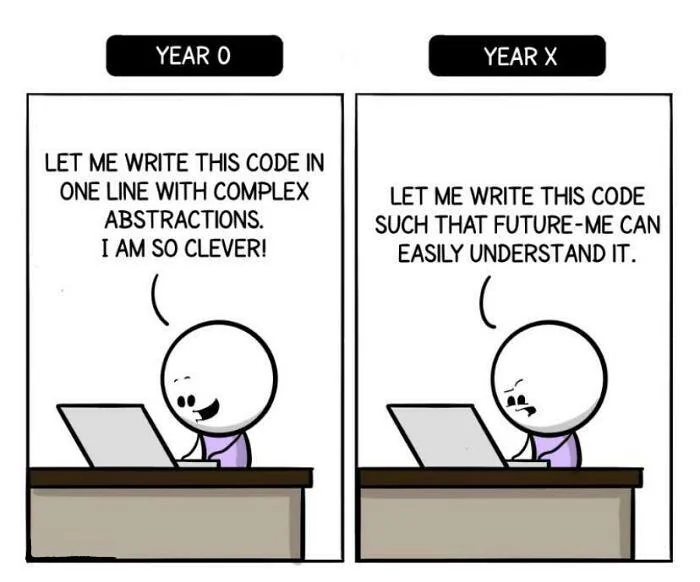 YEAR 0
LET ME WRITE THIS CODE IN
ONE LINE WITH COMPLEX
ABSTRACTIONS.
I AM SO CLEVER!
YEAR X
LET ME WRITE THIS CODE
SUCH THAT FUTURE-ME CAN
EASILY UNDERSTAND IT.